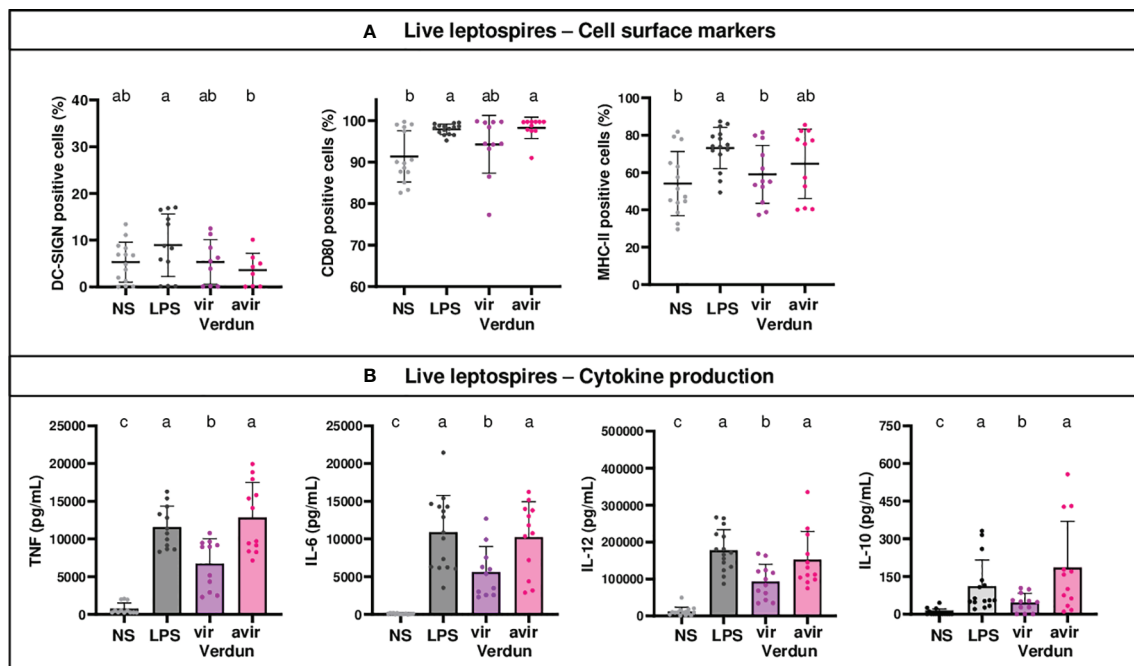 A Live leptospires – Cell surface markers
ab a ab b
DC-SIGN positive cells (%)
40
30
20
10
0
NS LPS vir avir
Verdun
b a ab a
CD80 positive cells (%)
100
90
80
70
60
NS LPS vir avir
Verdun
b a b ab
MHC-II positive cells (%)
100
80
60
40
20
0
NS LPS vir avir
Verdun
B Live leptospires – Cytokine production
c a b a
TNF (pg/mL)
25000
20000
15000
10000
5000
0
NS LPS vir avir
Verdun
c a b a
IL-6 (pg/mL)
25000
20000
15000
10000
5000
0
NS LPS vir avir
Verdun
c a b a
IL-12 (pg/mL)
500000
400000
300000
200000
100000
0
NS LPS vir avir
Verdun
c a b a
IL-10 (pg/mL)
750
600
450
300
150
0
NS LPS vir avir
Verdun